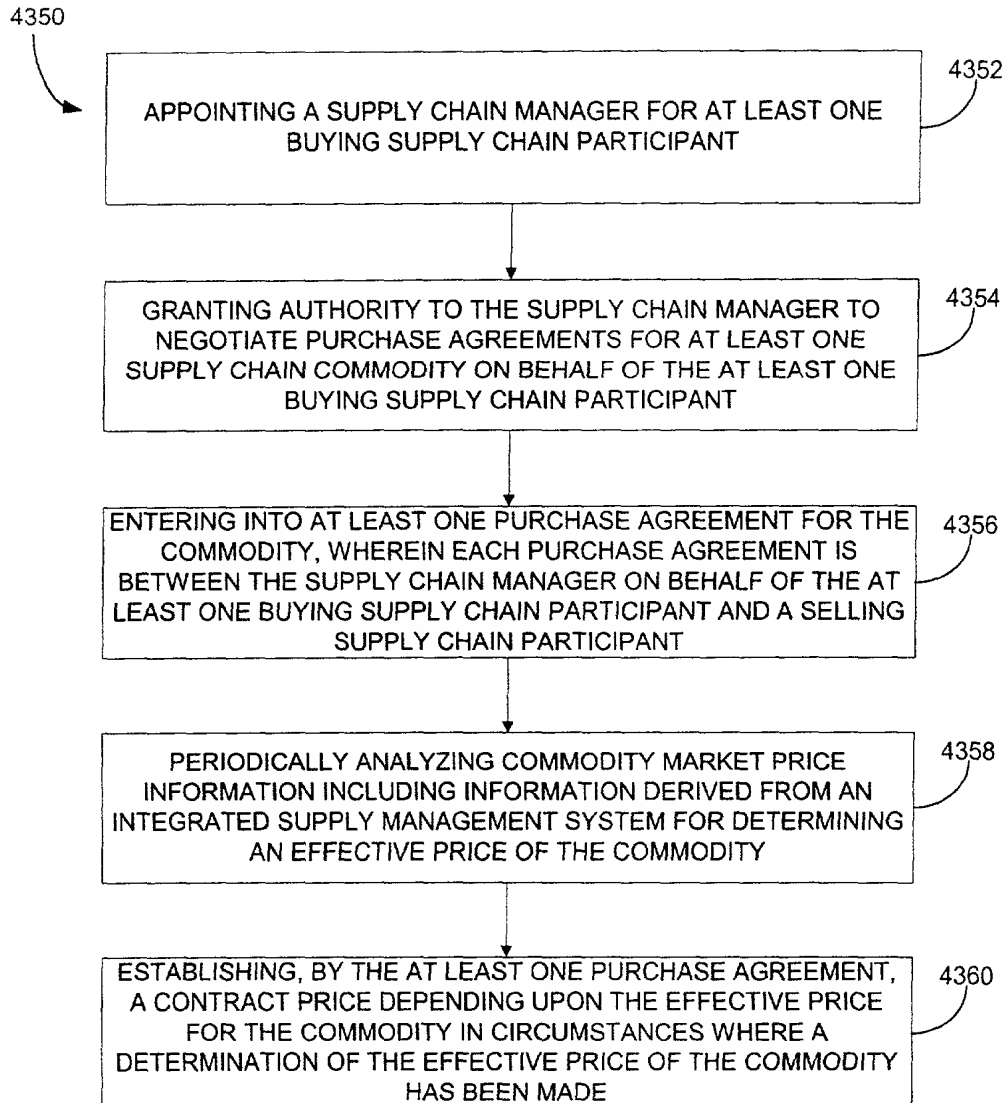 4350
APPOINTING A SUPPLY CHAIN MANAGER FOR AT LEAST ONE
BUYING SUPPLY CHAIN PARTICIPANT
4352
GRANTING AUTHORITY TO THE SUPPLY CHAIN MANAGER TO
NEGOTIATE PURCHASE AGREEMENTS FOR AT LEAST ONE
SUPPLY CHAIN COMMODITY ON BEHALF OF THE AT LEAST ONE
BUYING SUPPLY CHAIN PARTICIPANT
4354
ENTERING INTO AT LEAST ONE PURCHASE AGREEMENT FOR THE
COMMODITY, WHEREIN EACH PURCHASE AGREEMENT IS
BETWEEN THE SUPPLY CHAIN MANAGER ON BEHALF OF THE AT
LEAST ONE BUYING SUPPLY CHAIN PARTICIPANT AND A SELLING
SUPPLY CHAIN PARTICIPANT
4356
PERIODICALLY ANALYZING COMMODITY MARKET PRICE
INFORMATION INCLUDING INFORMATION DERIVED FROM AN
INTEGRATED SUPPLY MANAGEMENT SYSTEM FOR DETERMINING
AN EFFECTIVE PRICE OF THE COMMODITY
4358
ESTABLISHING, BY THE AT LEAST ONE PURCHASE AGREEMENT,
A CONTRACT PRICE DEPENDING UPON THE EFFECTIVE PRICE
FOR THE COMMODITY IN CIRCUMSTANCES WHERE A
DETERMINATION OF THE EFFECTIVE PRICE OF THE COMMODITY
HAS BEEN MADE
4360